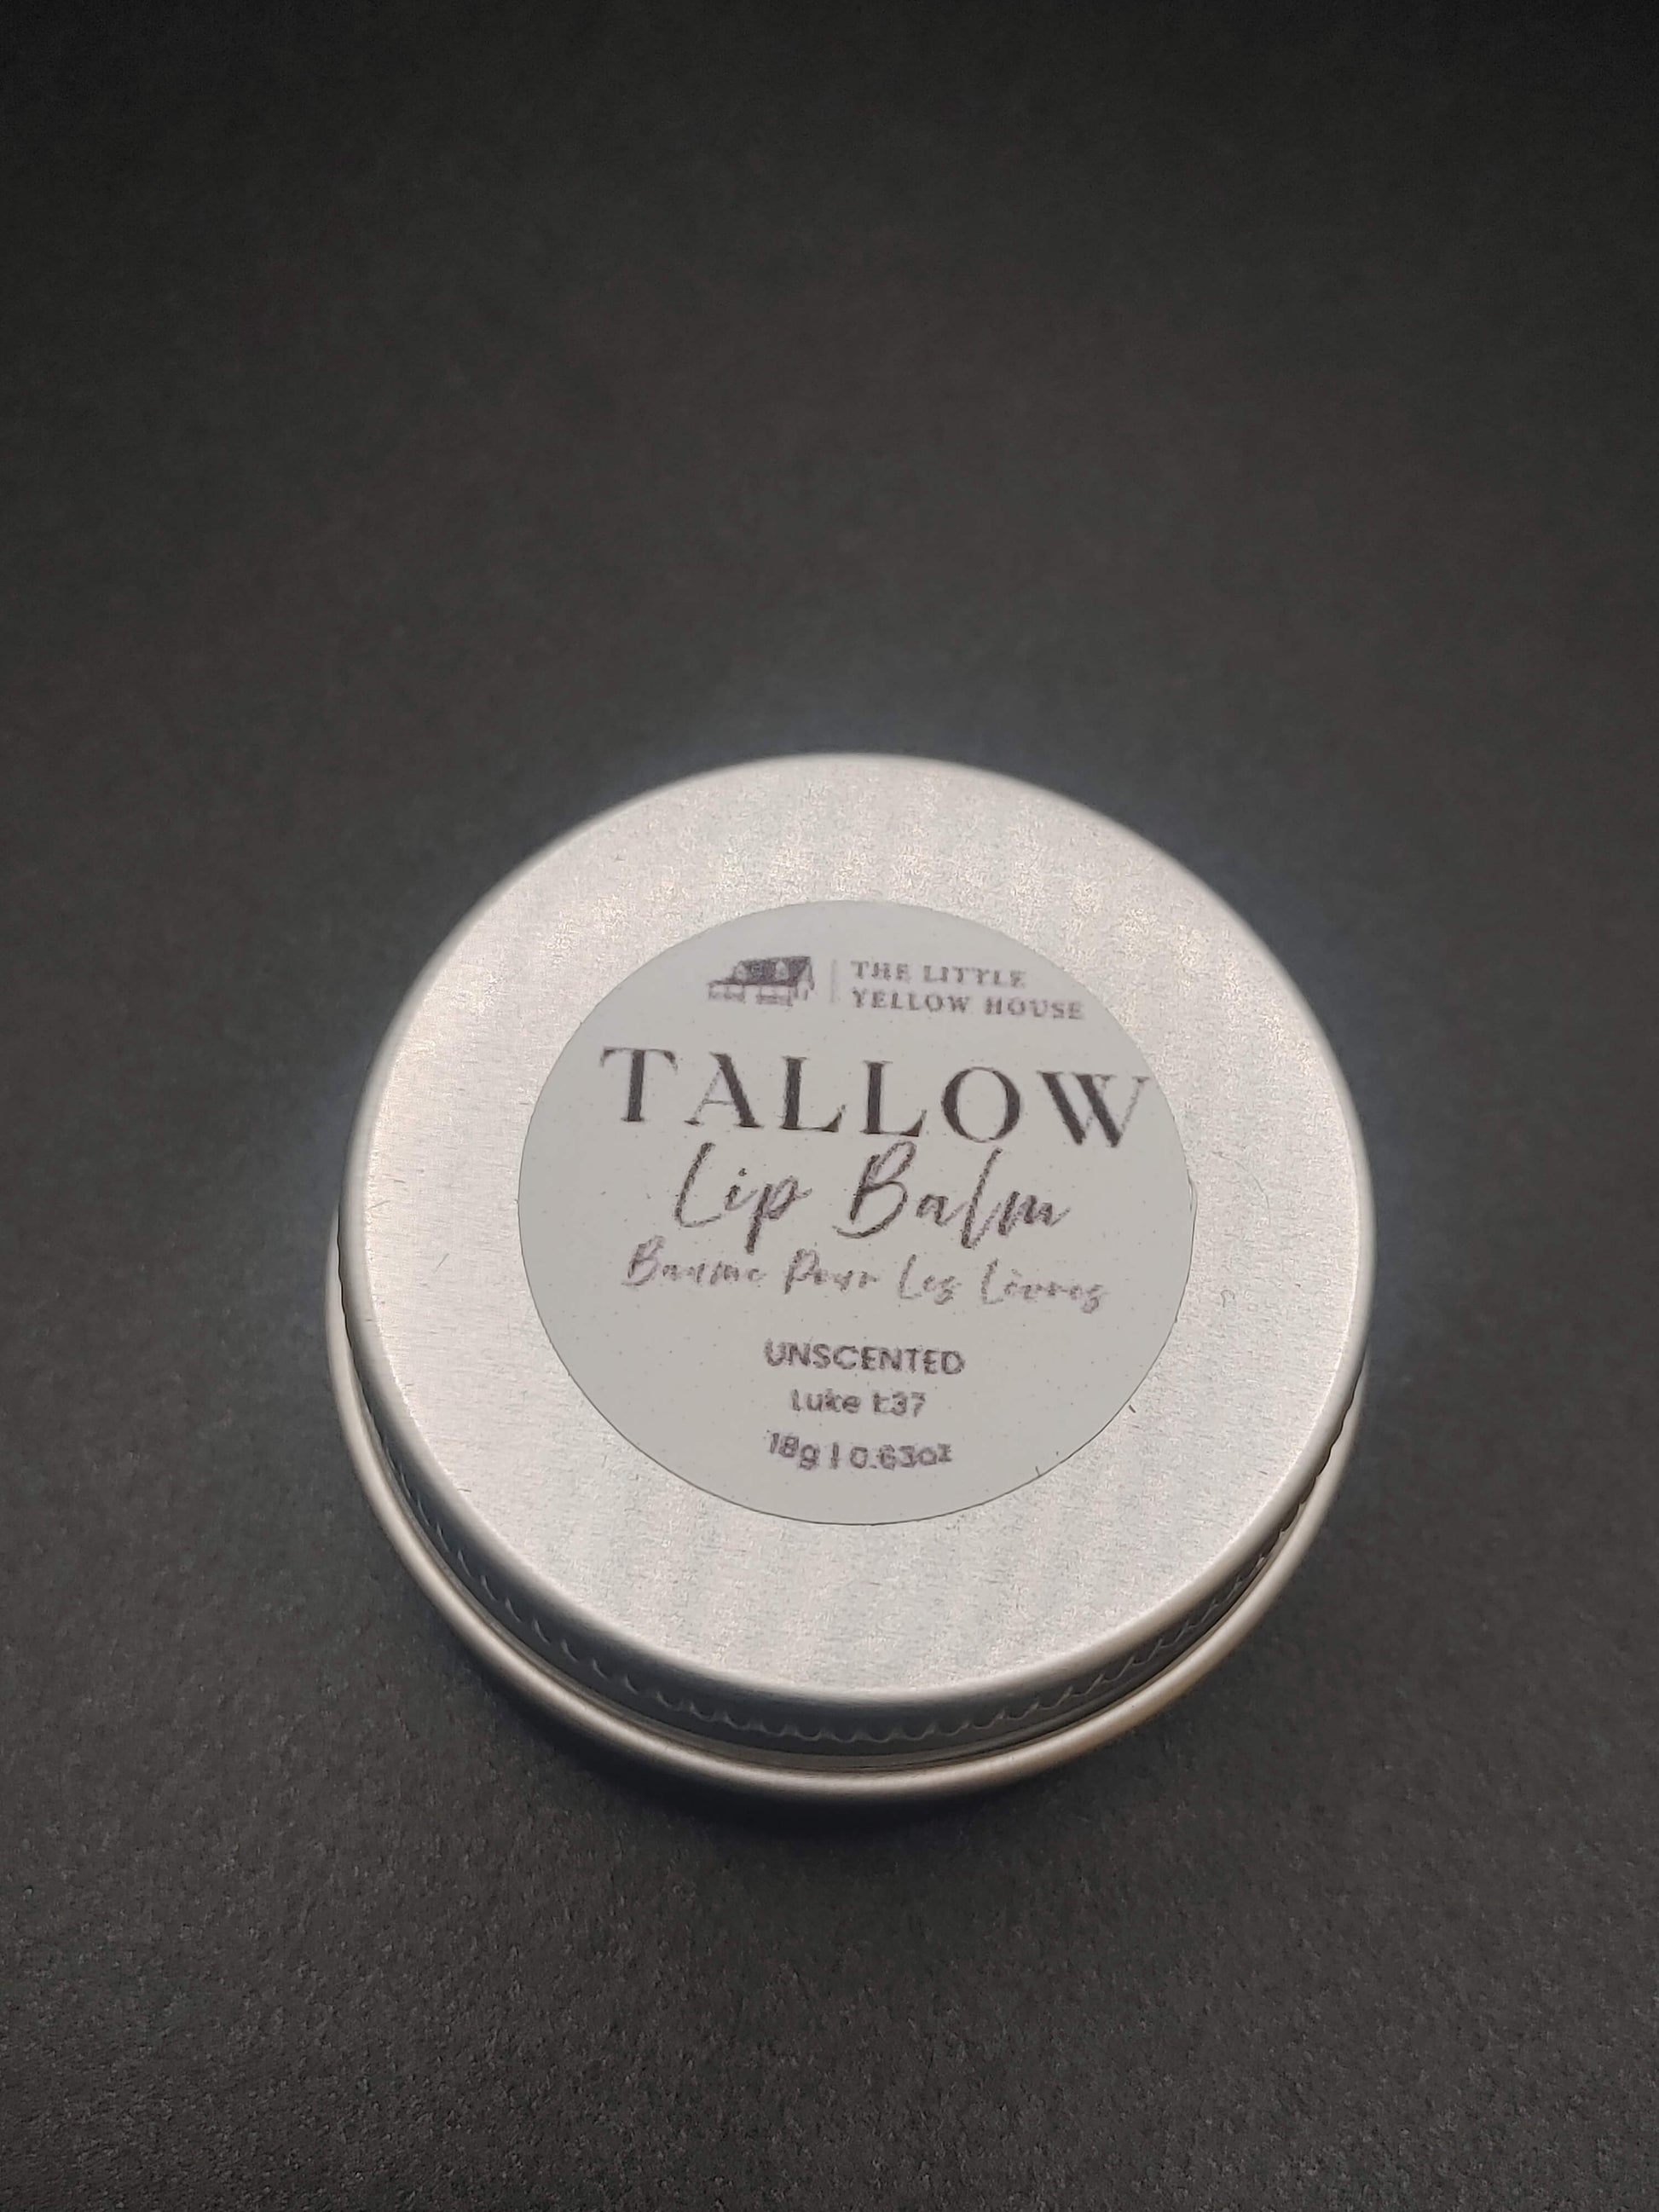 THE LITTLE
YELLOW HOUSE
TALLOW
Lip Balm
Baume Pour Les Lèvres
UNSCENTED
Luke 1:37
18g | 0.63oz